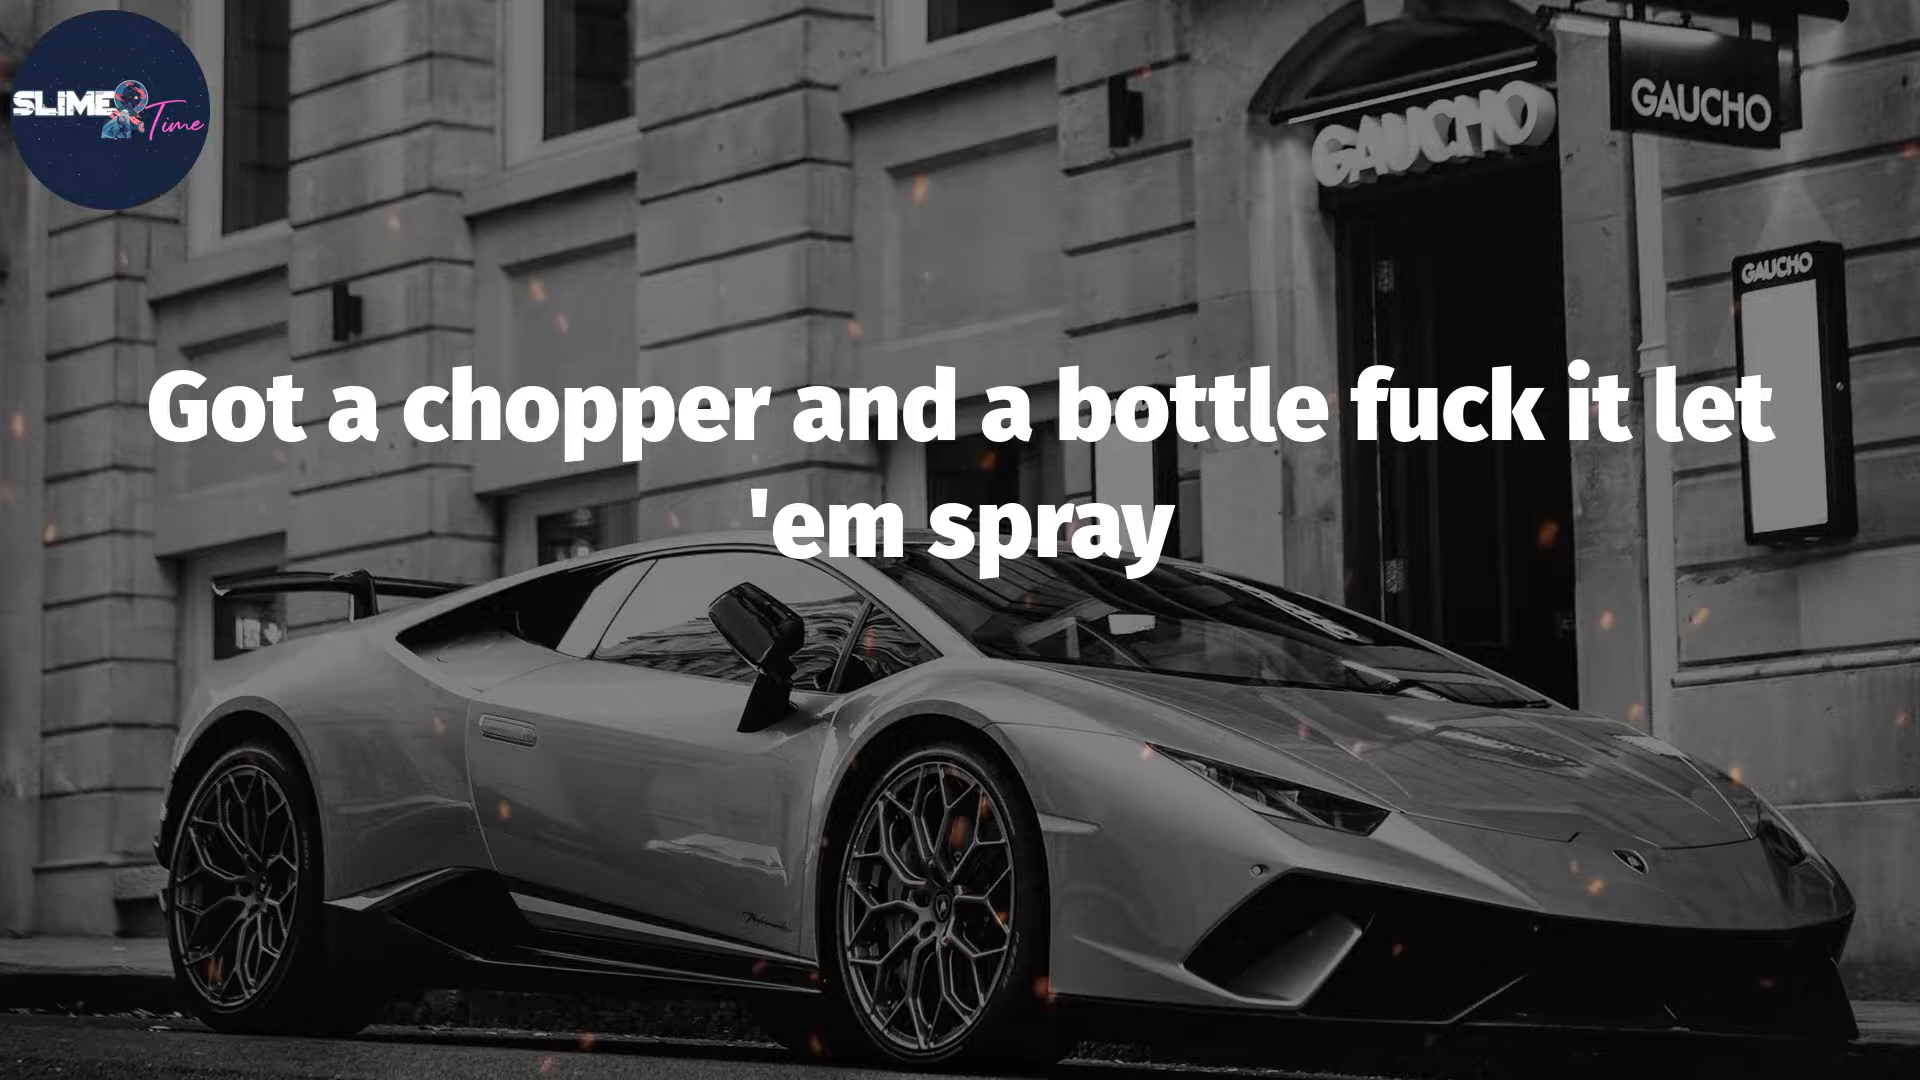 SLIME Time
GAUCHO
GAUCHO
GAUCHO
Got a chopper and a bottle fuck it let
'em spray